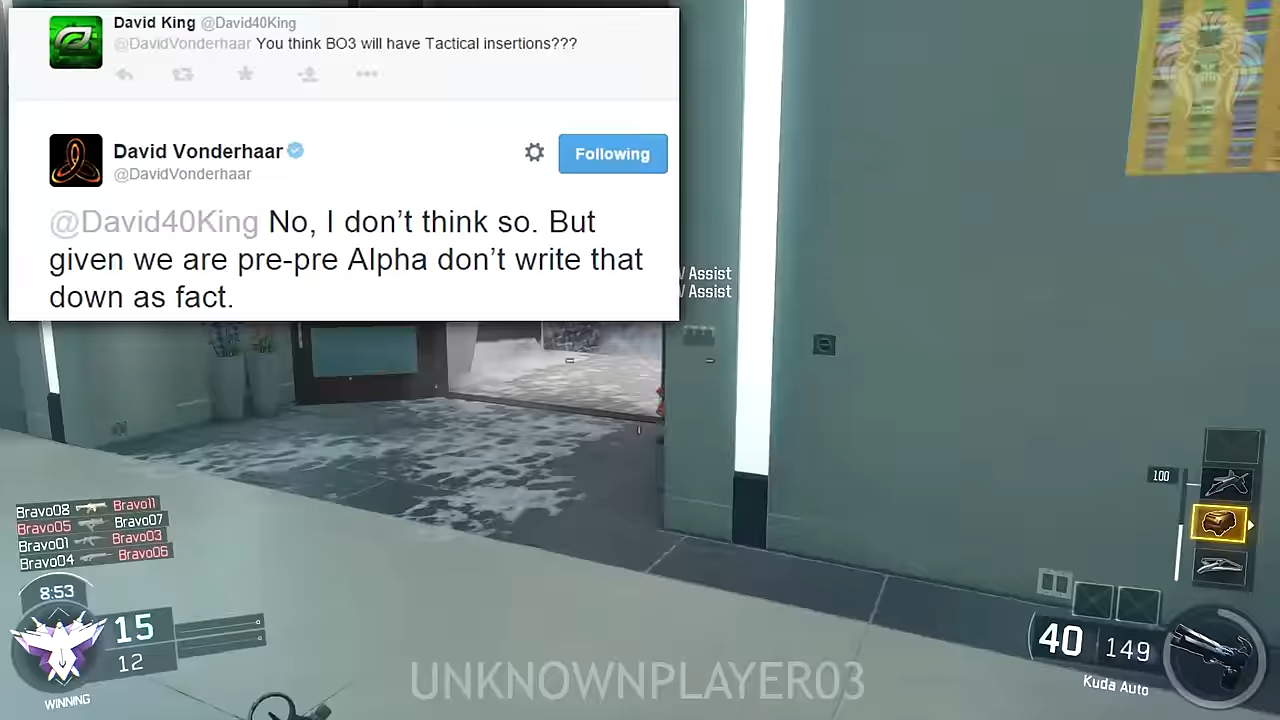 David King @David40King
@DavidVonderhaar You think BO3 will have Tactical insertions???
David Vonderhaar
@DavidVonderhaar
Following
@David40King No, I don't think so. But
given we are pre-pre Alpha don't write that
down as fact.
Assist
Assist
100
Bravo08 Bravo11
Bravo05 Bravo07
Bravo01 Bravo03
Bravo04 Bravo06
8:53
15
12
WINNING
40 149
Kuda Auto
UNKNOWNPLAYER03